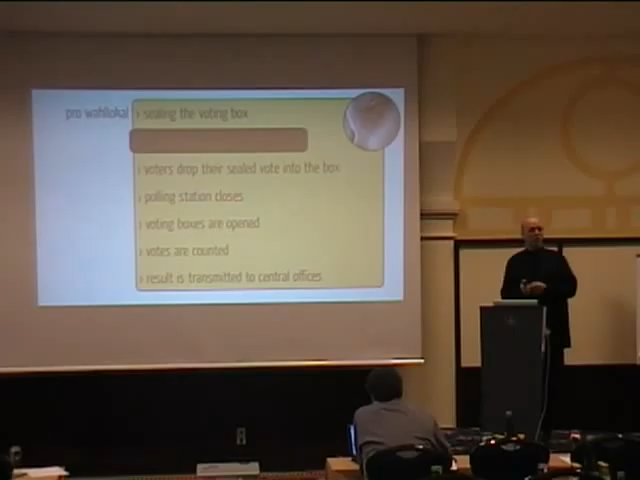 pro wahllokal › sealing the voting box
› voters drop their sealed vote into the box
› polling station closes
› voting boxes are opened
› votes are counted
› result is transmitted to central offices